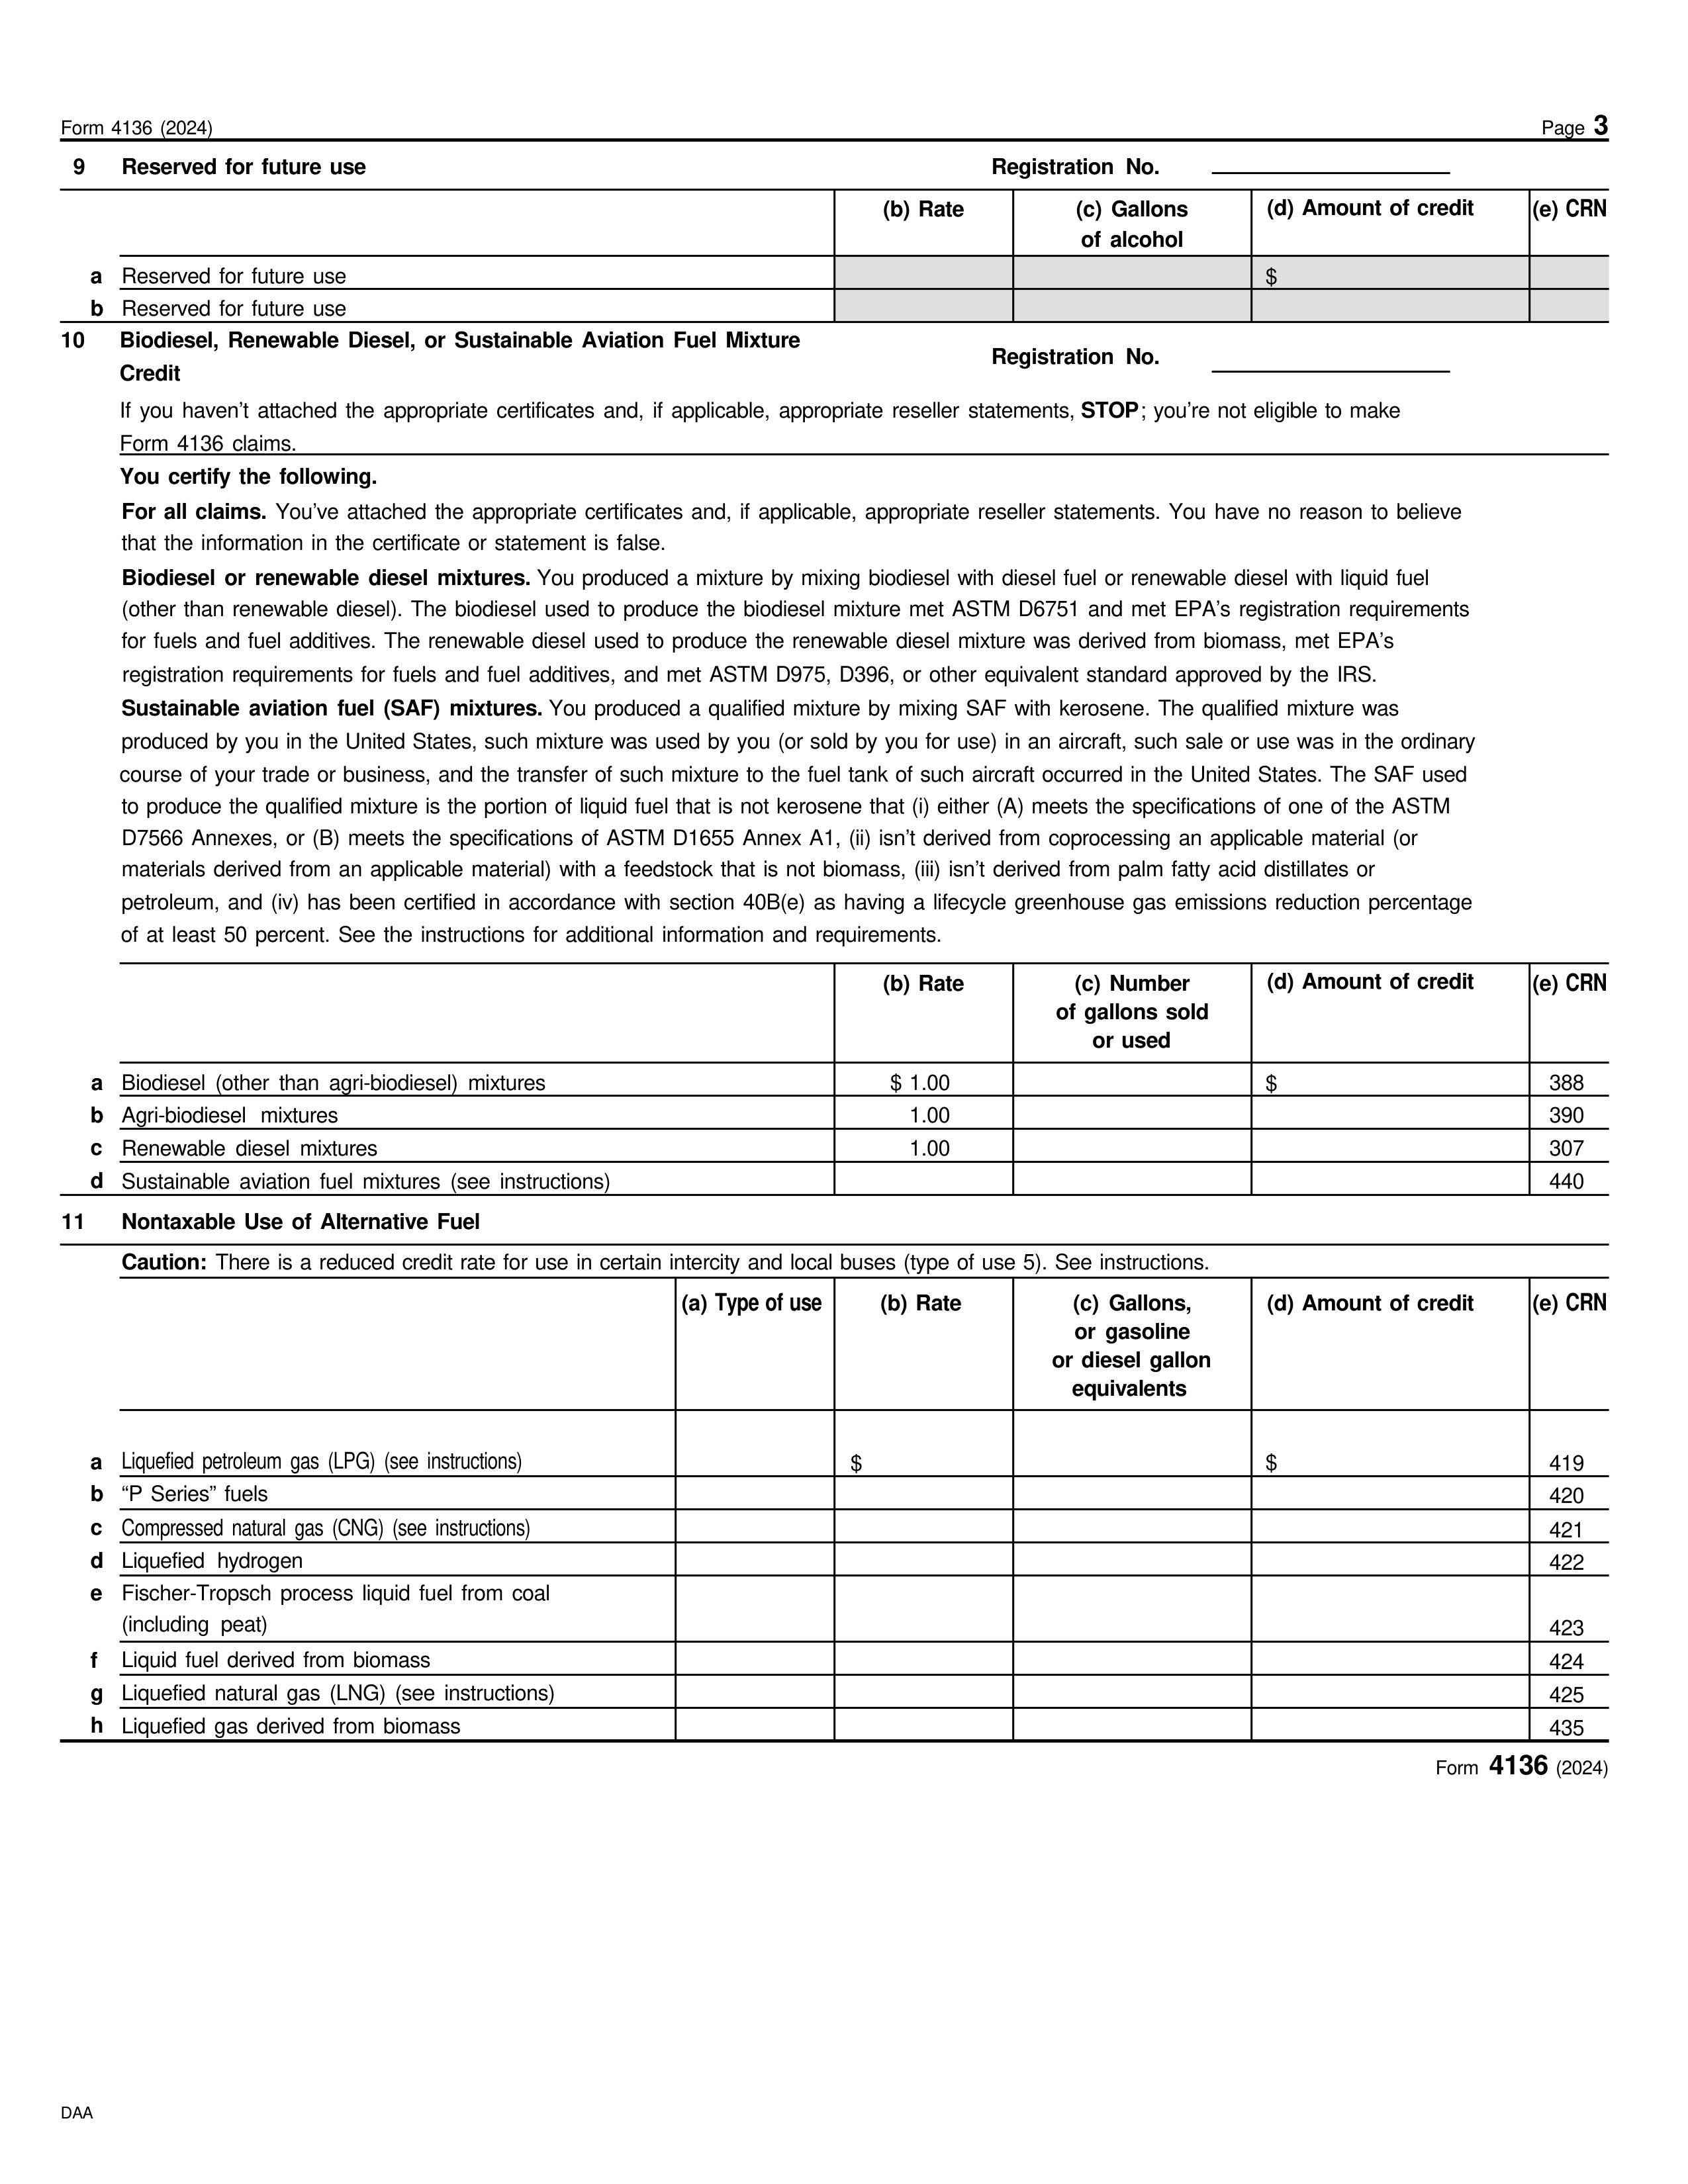 Form 4136 (2024) Page 3
9 Reserved for future use Registration No.
(b) Rate (c) Gallons of alcohol (d) Amount of credit (e) CRN
a Reserved for future use $
b Reserved for future use
10 Biodiesel, Renewable Diesel, or Sustainable Aviation Fuel Mixture
Credit Registration No.
If you haven't attached the appropriate certificates and, if applicable, appropriate reseller statements, STOP; you're not eligible to make
Form 4136 claims.
You certify the following.
For all claims. You've attached the appropriate certificates and, if applicable, appropriate reseller statements. You have no reason to believe
that the information in the certificate or statement is false.
Biodiesel or renewable diesel mixtures. You produced a mixture by mixing biodiesel with diesel fuel or renewable diesel with liquid fuel
(other than renewable diesel). The biodiesel used to produce the biodiesel mixture met ASTM D6751 and met EPA's registration requirements
for fuels and fuel additives. The renewable diesel used to produce the renewable diesel mixture was derived from biomass, met EPA's
registration requirements for fuels and fuel additives, and met ASTM D975, D396, or other equivalent standard approved by the IRS.
Sustainable aviation fuel (SAF) mixtures. You produced a qualified mixture by mixing SAF with kerosene. The qualified mixture was
produced by you in the United States, such mixture was used by you (or sold by you for use) in an aircraft, such sale or use was in the ordinary
course of your trade or business, and the transfer of such mixture to the fuel tank of such aircraft occurred in the United States. The SAF used
to produce the qualified mixture is the portion of liquid fuel that is not kerosene that (i) either (A) meets the specifications of one of the ASTM
D7566 Annexes, or (B) meets the specifications of ASTM D1655 Annex A1, (ii) isn't derived from coprocessing an applicable material (or
materials derived from an applicable material) with a feedstock that is not biomass, (iii) isn't derived from palm fatty acid distillates or
petroleum, and (iv) has been certified in accordance with section 40B(e) as having a lifecycle greenhouse gas emissions reduction percentage
of at least 50 percent. See the instructions for additional information and requirements.
(b) Rate (c) Number of gallons sold or used (d) Amount of credit (e) CRN
a Biodiesel (other than agri-biodiesel) mixtures $ 1.00 $ 388
b Agri-biodiesel mixtures 1.00 390
c Renewable diesel mixtures 1.00 307
d Sustainable aviation fuel mixtures (see instructions) 440
11 Nontaxable Use of Alternative Fuel
Caution: There is a reduced credit rate for use in certain intercity and local buses (type of use 5). See instructions.
(a) Type of use (b) Rate (c) Gallons, or gasoline or diesel gallon equivalents (d) Amount of credit (e) CRN
a Liquefied petroleum gas (LPG) (see instructions) $ $ 419
b “P Series” fuels 420
c Compressed natural gas (CNG) (see instructions) 421
d Liquefied hydrogen 422
e Fischer-Tropsch process liquid fuel from coal
(including peat) 423
f Liquid fuel derived from biomass 424
g Liquefied natural gas (LNG) (see instructions) 425
h Liquefied gas derived from biomass 435
Form 4136 (2024)
DAA